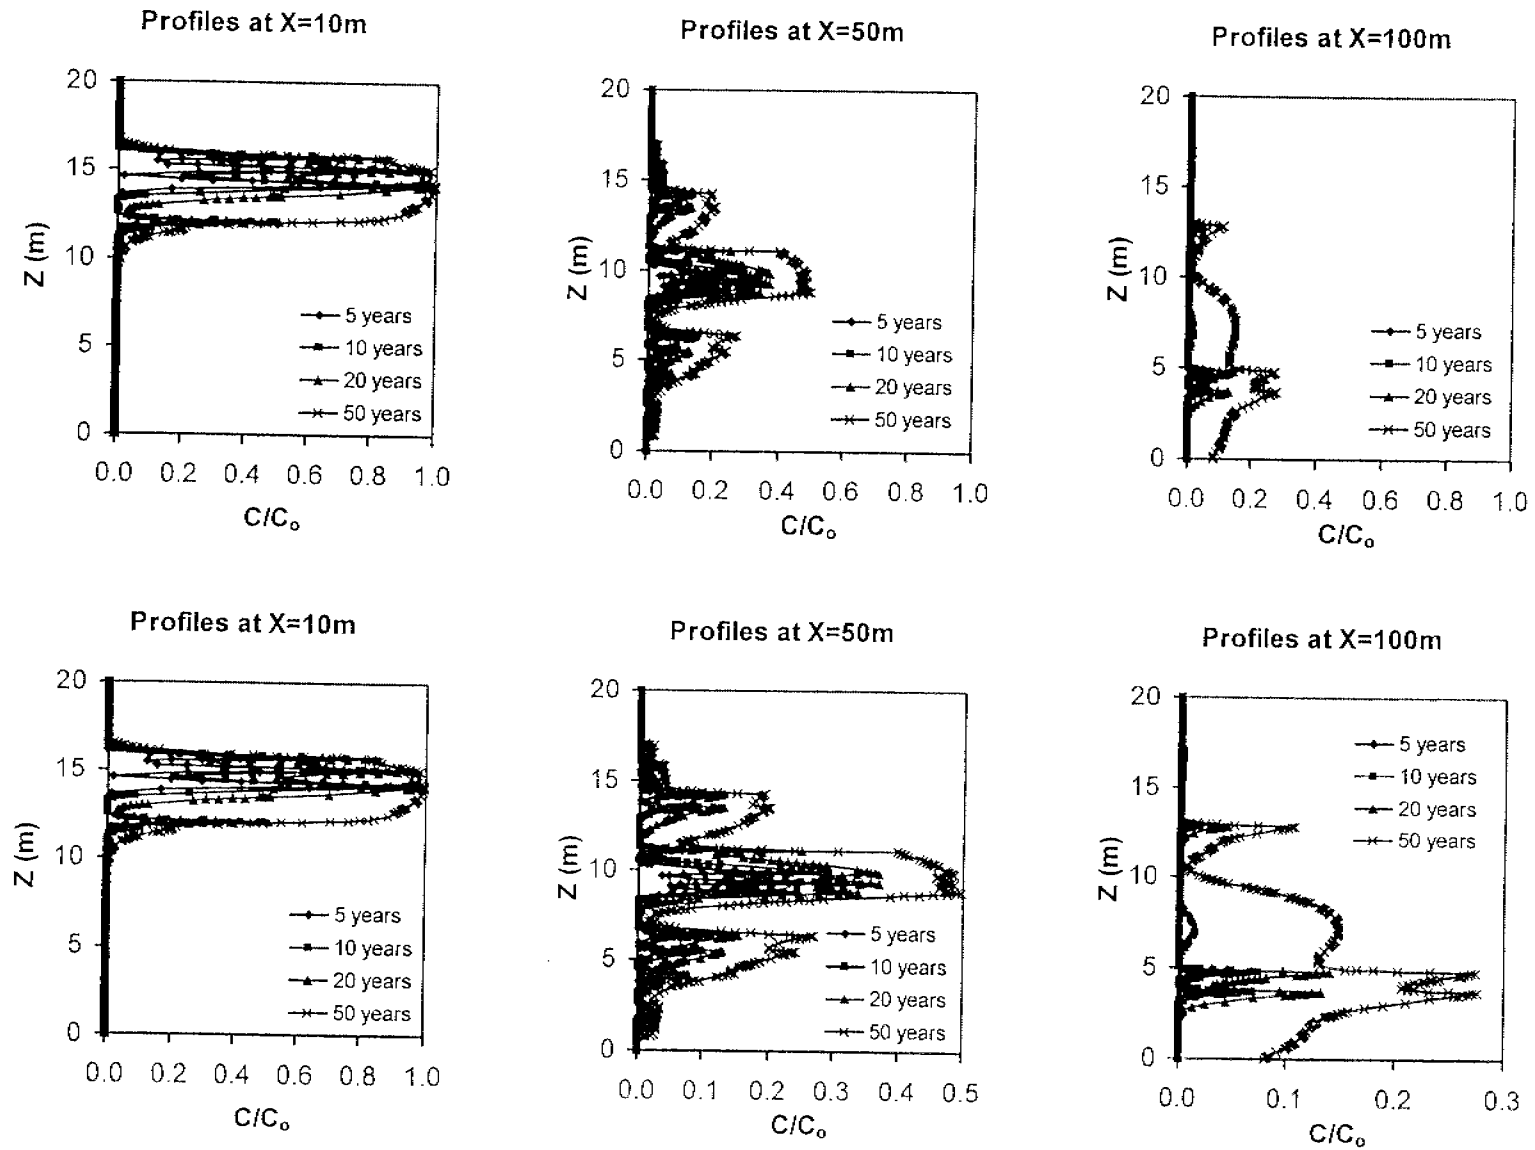 Profiles at X=10m
20
15
10
5
0
Z (m)
5 years
10 years
20 years
50 years
0.0 0.2 0.4 0.6 0.8 1.0
C/Co
Profiles at X=50m
20
15
10
5
0
Z (m)
5 years
10 years
20 years
50 years
0.0 0.2 0.4 0.6 0.8 1.0
C/Co
Profiles at X=100m
20
15
10
5
0
Z (m)
5 years
10 years
20 years
50 years
0.0 0.2 0.4 0.6 0.8 1.0
C/Co
Profiles at X=10m
20
15
10
5
0
Z (m)
5 years
10 years
20 years
50 years
0.0 0.2 0.4 0.6 0.8 1.0
C/Co
Profiles at X=50m
20
15
10
5
0
Z (m)
5 years
10 years
20 years
50 years
0.0 0.1 0.2 0.3 0.4 0.5
C/Co
Profiles at X=100m
20
15
10
5
0
Z (m)
5 years
10 years
20 years
50 years
0.0 0.1 0.2 0.3
C/Co